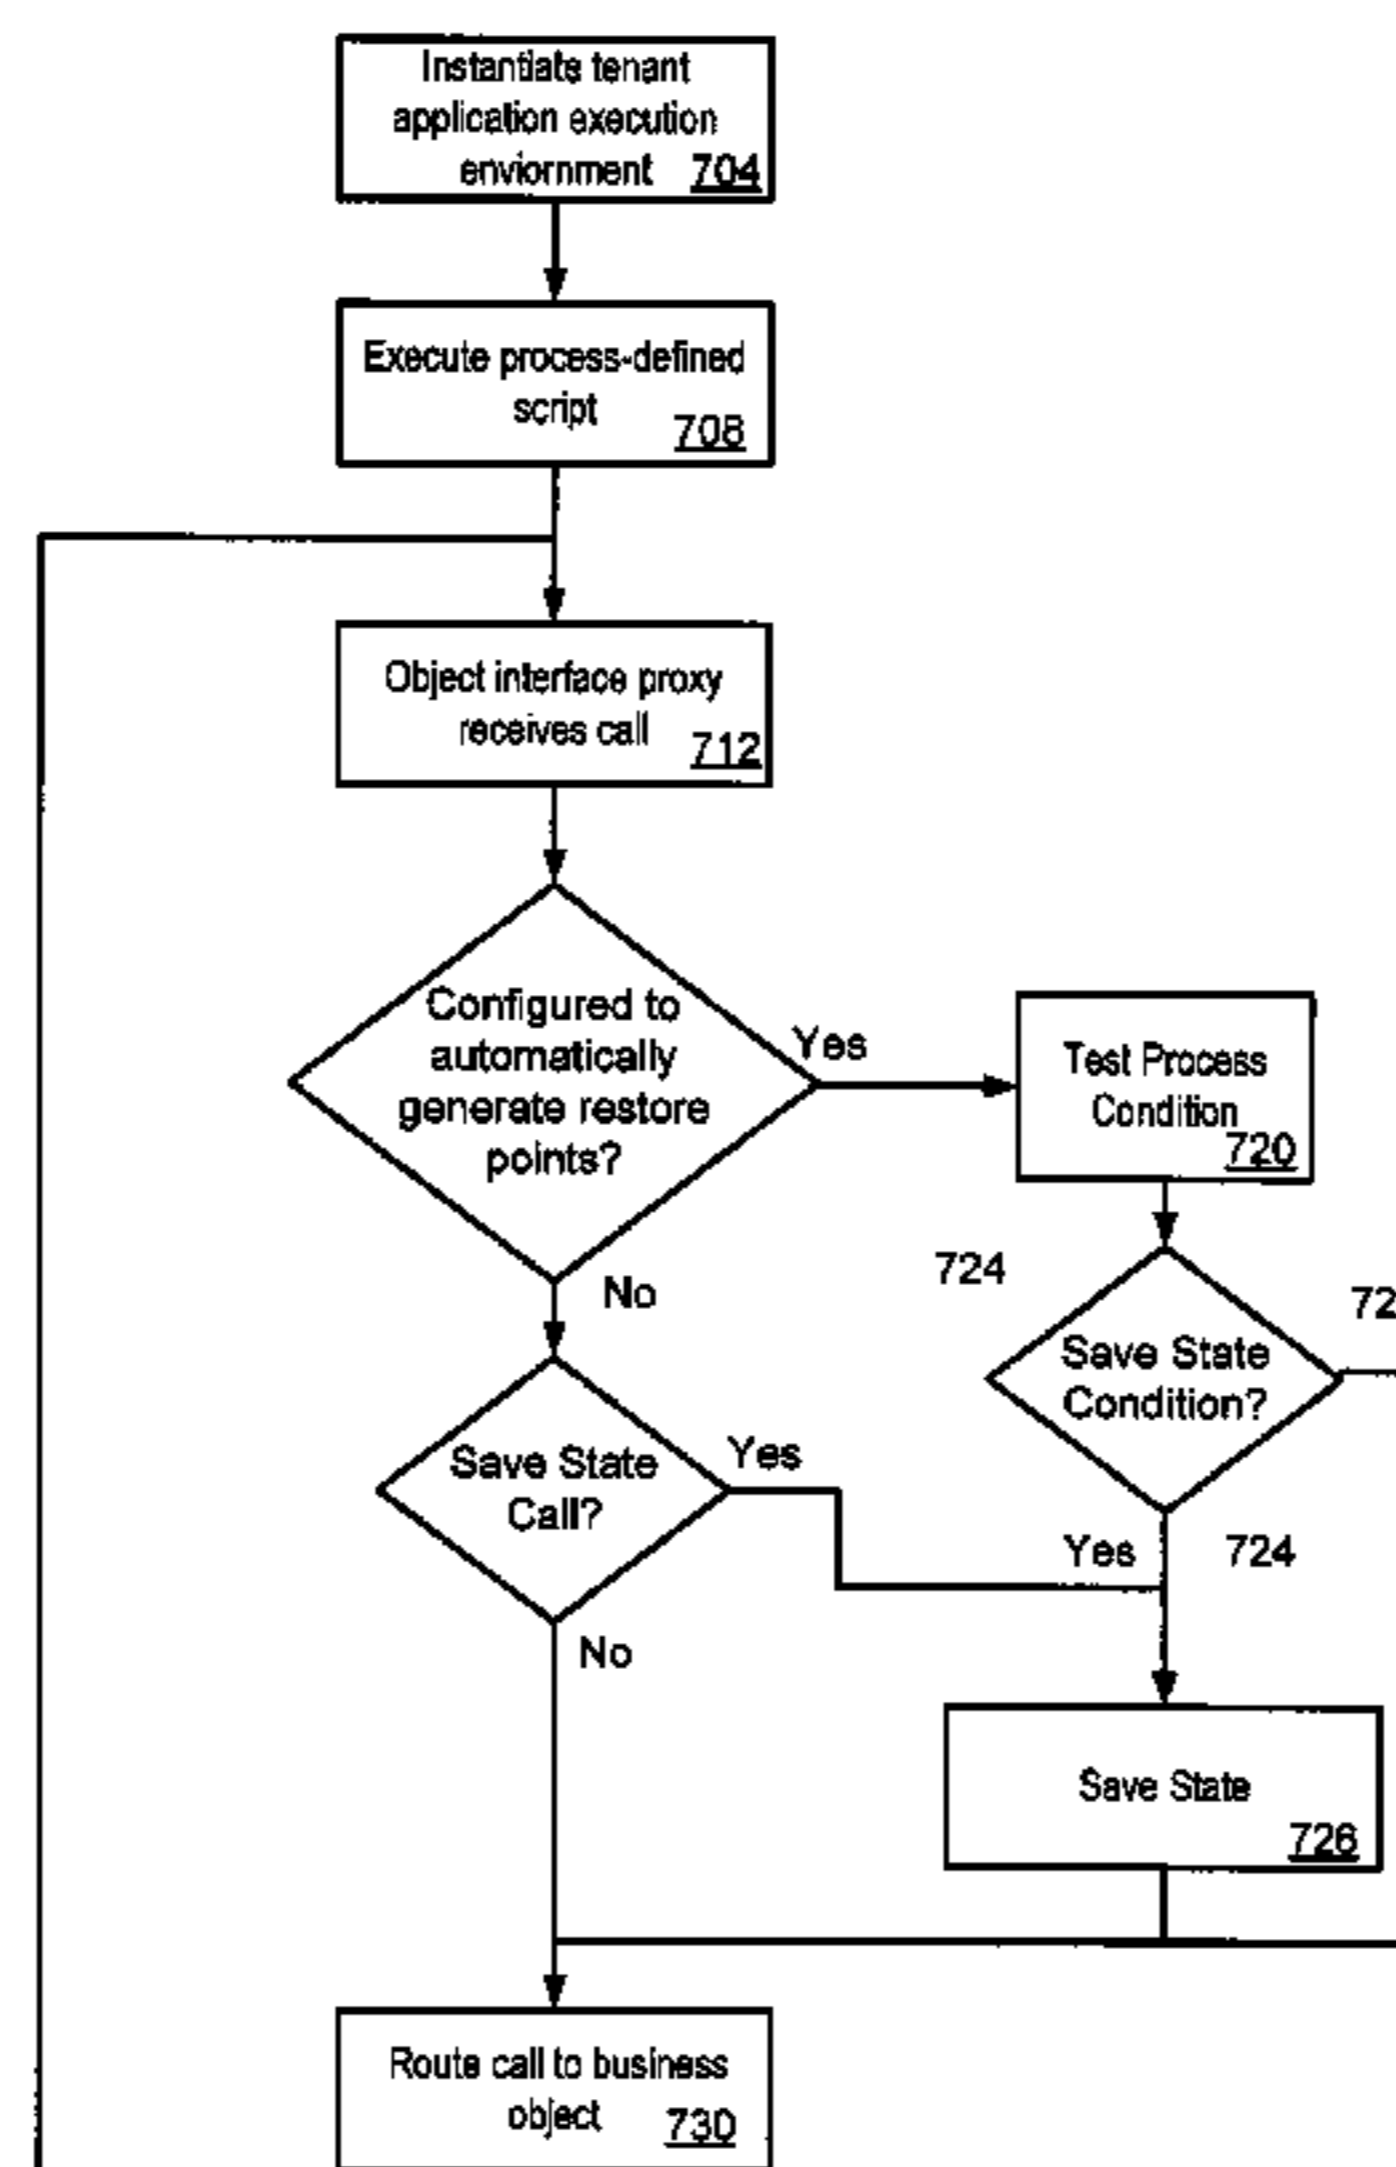 Instantiate tenant
application execution
enviornment 704
Execute process-defined
script
708
Object interface proxy
receives call
712
Configured to
automatically
generate restore
points?
Yes
Test Process
Condition
720
No
724
72
Save State
Condition?
Save State
Call?
Yes
Yes
724
No
Save State
726
Route call to business
object 730